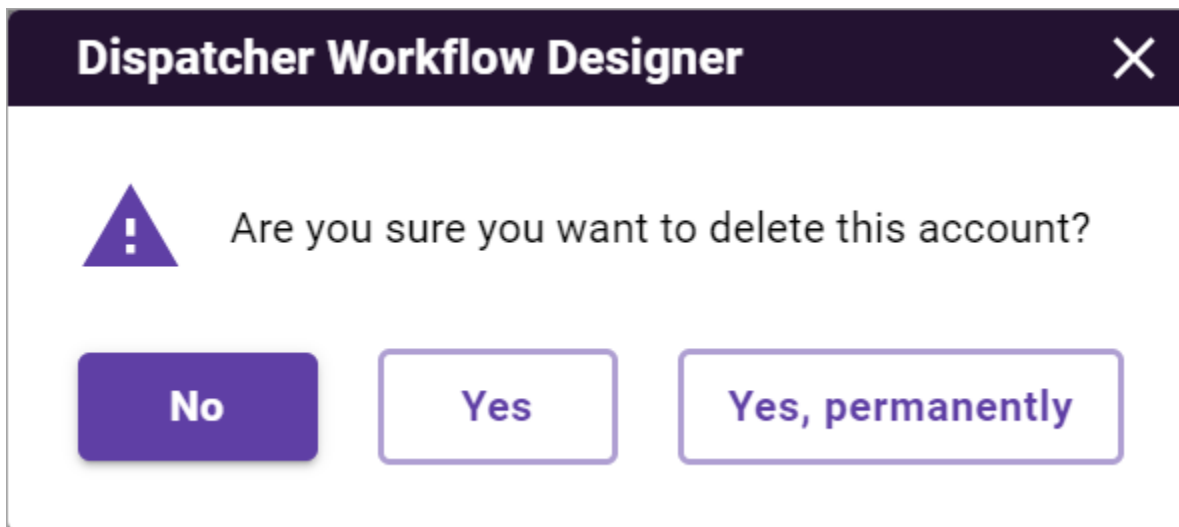 Dispatcher Workflow Designer
Are you sure you want to delete this account?
No
Yes
Yes, permanently